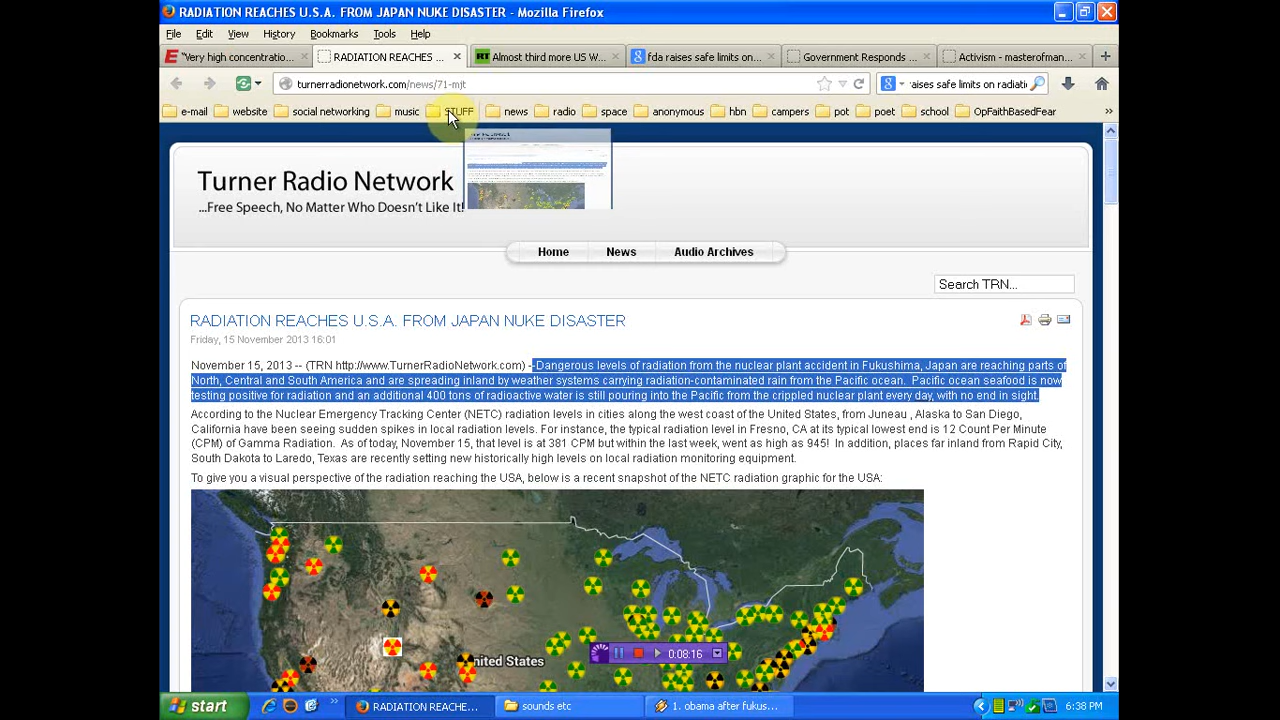 RADIATION REACHES U.S.A. FROM JAPAN NUKE DISASTER - Mozilla Firefox
File Edit View History Bookmarks Tools Help
"Very high concentratio... RADIATION REACHES ... RT Almost third more US W... fda raises safe limits on... Government Responds ... Activism - masterofman...
turnerradionetwork.com/news/71-mjt aises safe limits on radiati
e-mail website social networking music STUFF news radio space anonymous hbn campers pot poet school OpFaithBasedFear
Turner Radio Network
...Free Speech, No Matter Who Doesn't Like It!
Home News Audio Archives
Search TRN...
RADIATION REACHES U.S.A. FROM JAPAN NUKE DISASTER
Friday, 15 November 2013 16:01
November 15, 2013 -- (TRN http://www.TurnerRadioNetwork.com) --Dangerous levels of radiation from the nuclear plant accident in Fukushima, Japan are reaching parts of
North, Central and South America and are spreading inland by weather systems carrying radiation-contaminated rain from the Pacific ocean. Pacific ocean seafood is now
testing positive for radiation and an additional 400 tons of radioactive water is still pouring into the Pacific from the crippled nuclear plant every day, with no end in sight.
According to the Nuclear Emergency Tracking Center (NETC) radiation levels in cities along the west coast of the United States, from Juneau , Alaska to San Diego,
California have been seeing sudden spikes in local radiation levels. For instance, the typical radiation level in Fresno, CA at its typical lowest end is 12 Count Per Minute
(CPM) of Gamma Radiation. As of today, November 15, that level is at 381 CPM but within the last week, went as high as 945! In addition, places far inland from Rapid City,
South Dakota to Laredo, Texas are recently setting new historically high levels on local radiation monitoring equipment.
To give you a visual perspective of the radiation reaching the USA, below is a recent snapshot of the NETC radiation graphic for the USA:
0:08:16
nited States
start RADIATION REACHE... sounds etc 1. obama after fukus... 6:38 PM